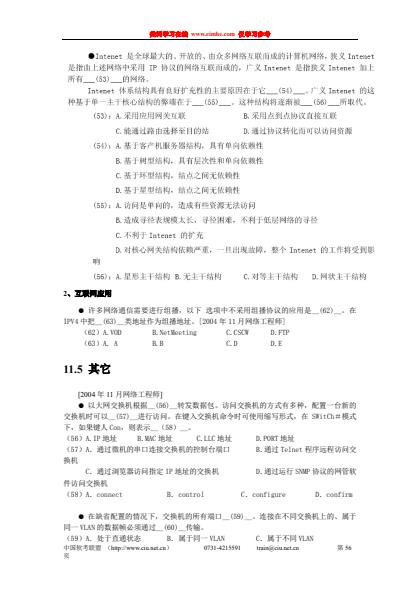 央网学习在线 www.cinhc.com 仅学习参考
●Intenet 是全球最大的、开放的、由众多网络互联而成的计算机网络，狭义 Intenet
是指由上述网络中采用 IP 协议的网络互联而成的，广义 Intenet 是指狭义 Intenet 加上
所有___(53)___的网络。
Intenet 体系结构具有良好扩充性的主要原因在于它___(54)___。广义 Intenet 的这
种基于单一主干核心结构的弊端在于___(55)___。这种结构将逐渐被___(56)___所取代。
(53)：A.采用应用网关互联 B.采用点到点协议直接互联
C.能通过路由选择至目的站 D.通过协议转化而可以访问资源
(54)：A.基于客户机服务器结构，具有单向依赖性
B.基于树型结构，具有层次性和单向依赖性
C.基于环型结构，结点之间无依赖性
D.基于星型结构，结点之间无依赖性
(55)：A.访问是单向的，造成有些资源无法访问
B.造成寻径表规模太长，寻径困难，不利于低层网络的寻径
C.不利于 Intenet 的扩充
D.对核心网关结构依赖严重，一旦出现故障，整个 Intenet 的工作将受到影
响
(56)：A.星形主干结构 B.无主干结构 C.对等主干结构 D.网状主干结构
2、互联网应用
● 许多网络通信需要进行组播，以下 选项中不采用组播协议的应用是__(62)__。在
IPV4 中把__(63)__类地址作为组播地址。[2004 年 11 月网络工程师]
（62）A.VOD B.NetMeeting C.CSCW D.FTP
（63）A. A B.B C.D D.E
11.5 其它
[2004 年 11 月网络工程师]
● 以太网交换机根据__(56)__转发数据包。访问交换机的方式有多种，配置一台新的
交换机时可以__(57)__进行访问。在键入交换机命令时可使用缩写形式，在 SWitCh＃模式
下，如果键人 Con，则表示__（58）__。
(56)A.IP 地址 B.MAC 地址 C.LLC 地址 D.PORT 地址
(57)A. 通过微机的串口连接交换机的控制台端口 B.通过 Telnet 程序远程访问交
换机
C. 通过浏览器访问指定 IP 地址的交换机 D.通过运行 SNMP 协议的网管软
件访问交换机
(58)A. connect B. control C. configure D. confirm
● 在缺省配置的情况下，交换机的所有端口__(59)__。连接在不同交换机上的、属于
同一 VLAN 的数据帧必须通过__(60)__传输。
(59)A. 处于直通状态 B. 属于同一 VLAN C. 属于不同 VLAN
中国软考联盟 （http://www.ciu.net.cn） 0731-4215591 train@ciu.net.cn 第 56
页